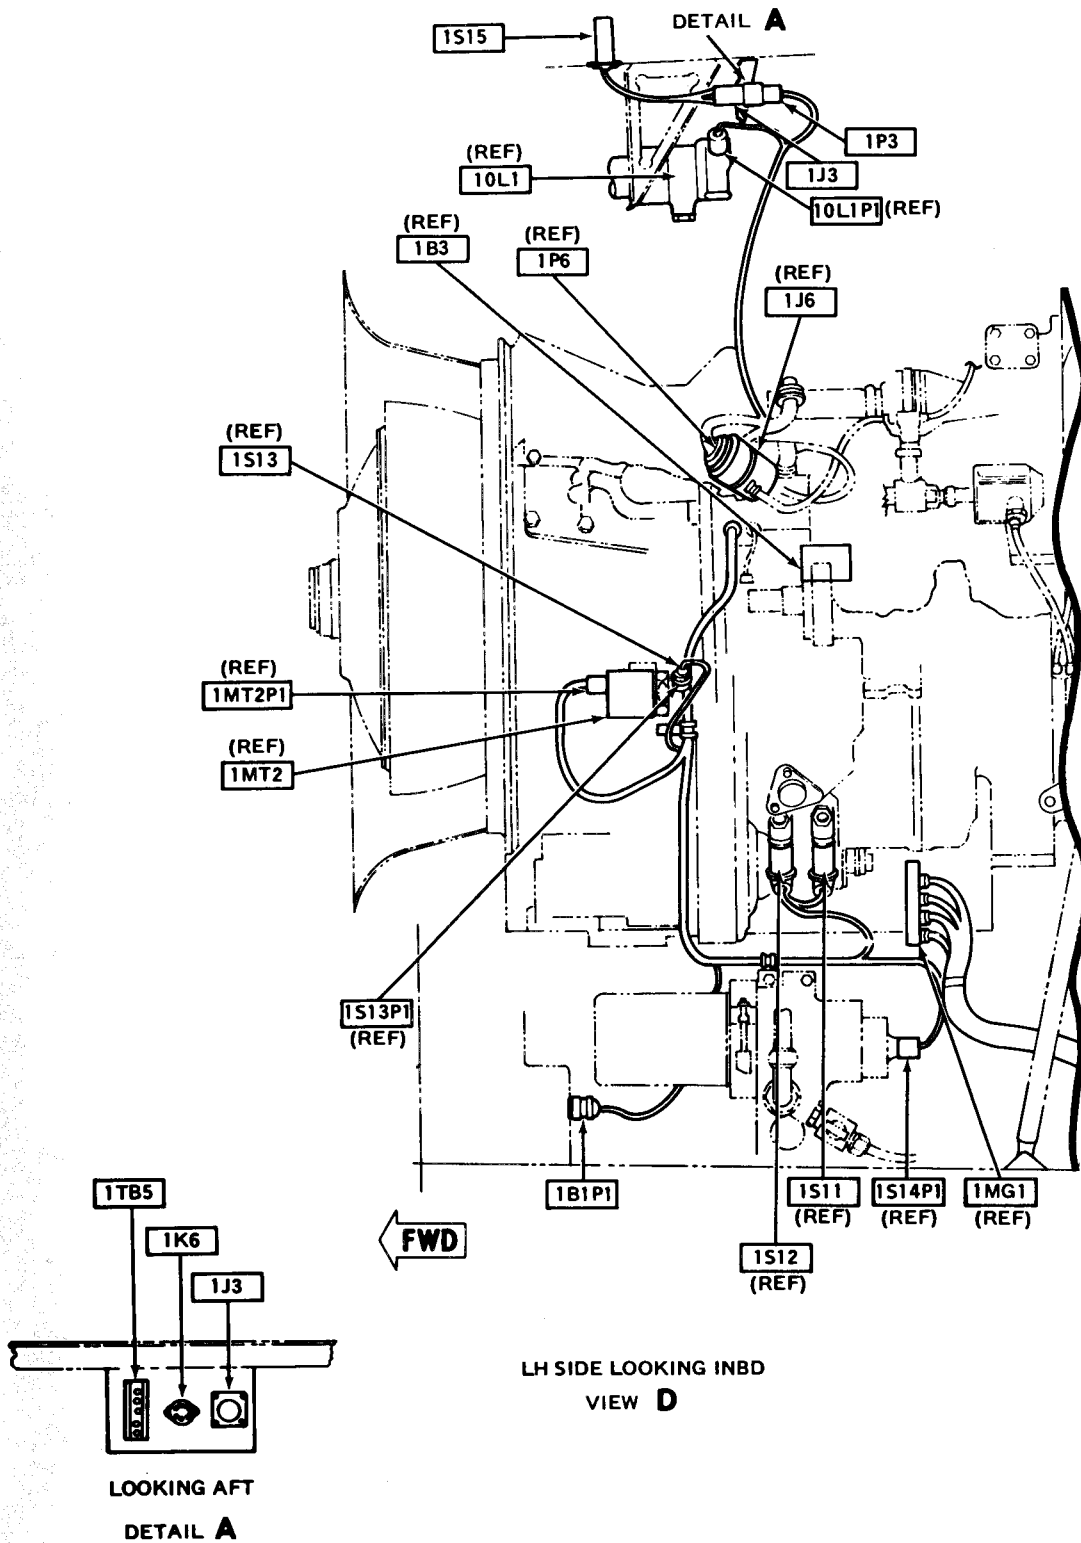 DETAIL A
1S15
1P3
1J3
(REF)
10L1
10L1P1 (REF)
(REF)
1B3
(REF)
1P6
(REF)
1J6
(REF)
1S13
(REF)
1MT2P1
(REF)
1MT2
1S13P1
(REF)
1B1P1
1S11
(REF)
1S14P1
(REF)
1MG1
(REF)
1S12
(REF)
FWD
1TB5
1K6
1J3
LH SIDE LOOKING INBD
VIEW D
LOOKING AFT
DETAIL A